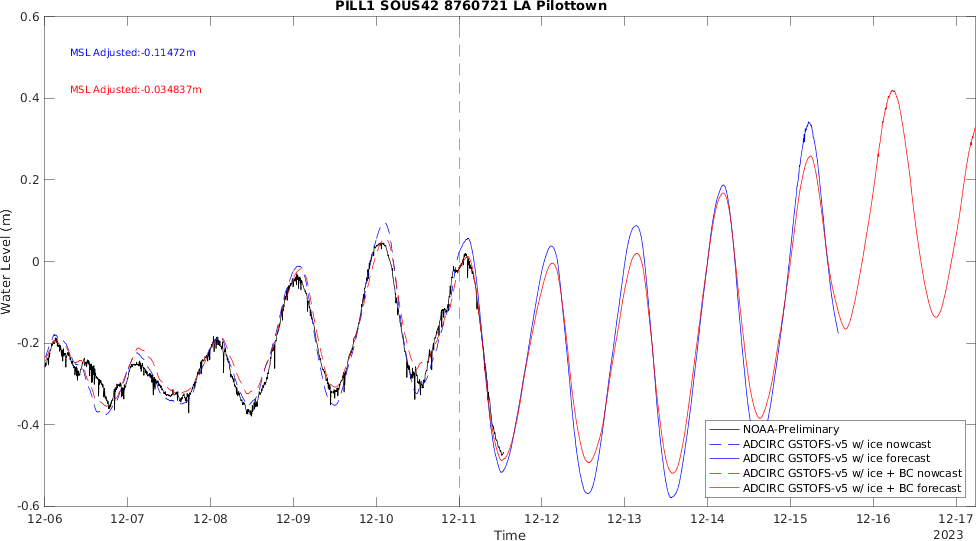 PILL1 SOUS42 8760721 LA Pilottown
0.6
MSL Adjusted:-0.11472m
MSL Adjusted:-0.034837m
0.4
0.2
0
-0.2
-0.4
-0.6
Water Level (m)
NOAA-Preliminary
ADCIRC GSTOFS-v5 w/ ice nowcast
ADCIRC GSTOFS-v5 w/ ice forecast
ADCIRC GSTOFS-v5 w/ ice + BC nowcast
ADCIRC GSTOFS-v5 w/ ice + BC forecast
12-06 12-07 12-08 12-09 12-10 12-11 12-12 12-13 12-14 12-15 12-16 12-17
Time
2023